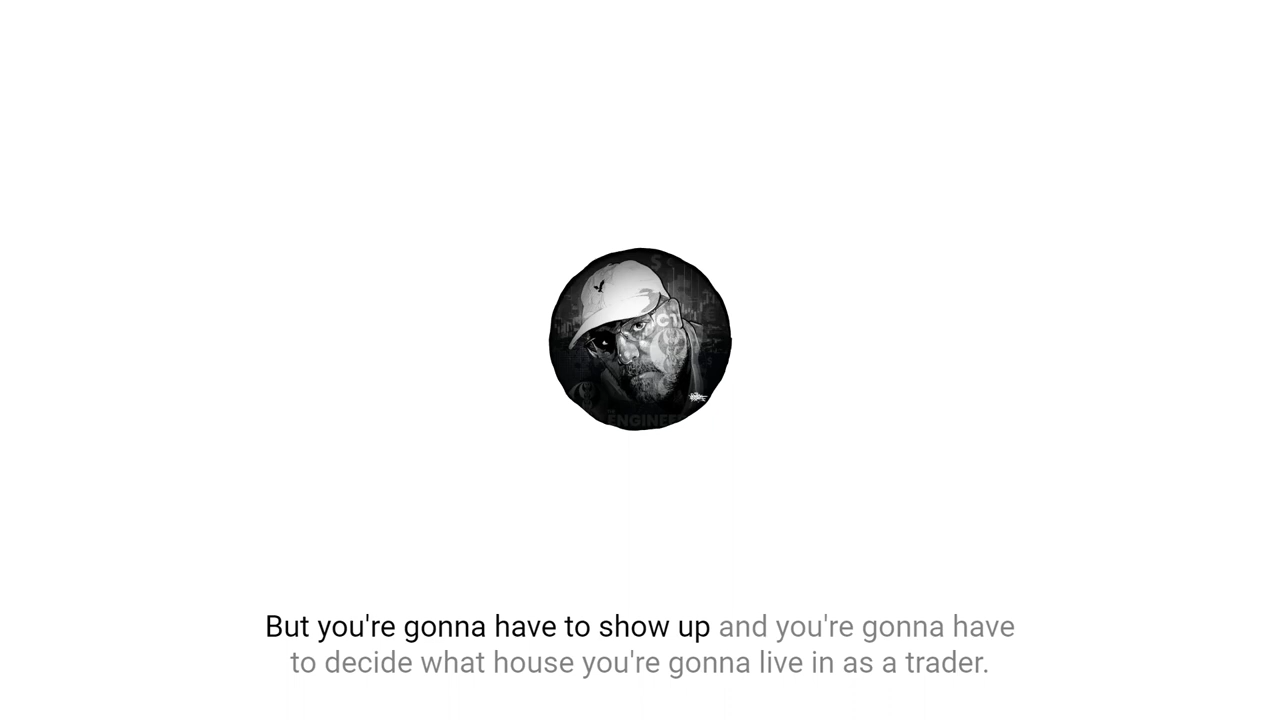 ENGINEE
But you're gonna have to show up and you're gonna have
to decide what house you're gonna live in as a trader.